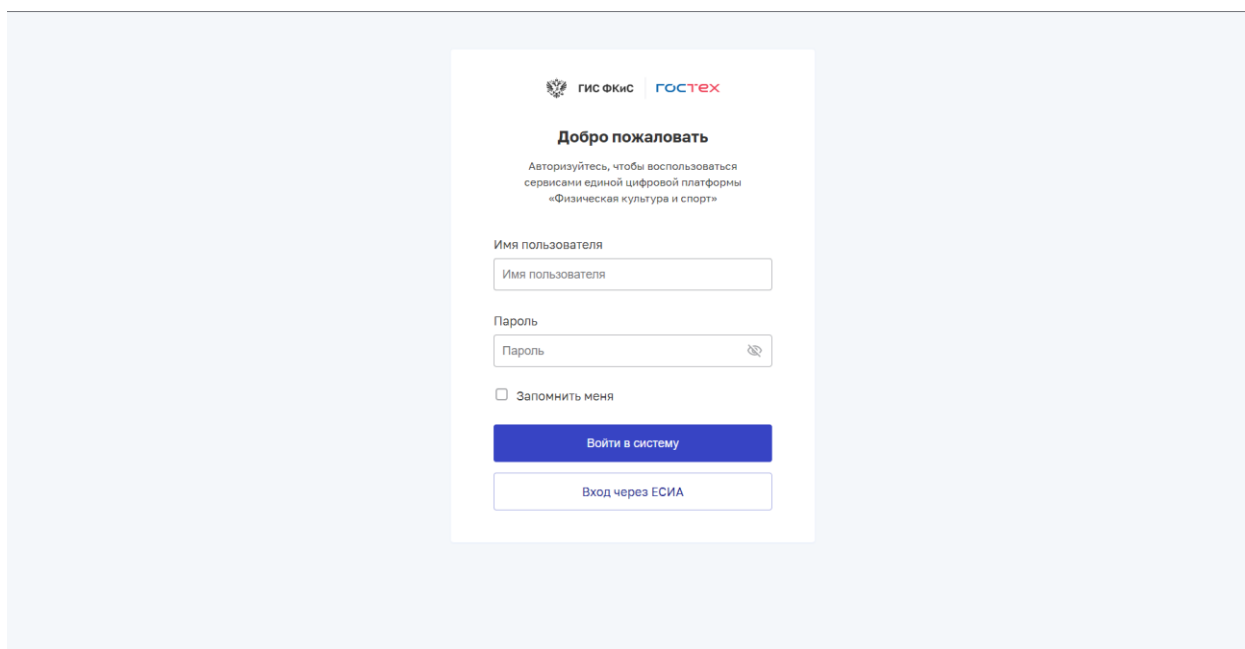 ГИС ФКиС ГОСТЕХ
Добро пожаловать
Авторизуйтесь, чтобы воспользоваться
сервисами единой цифровой платформы
«Физическая культура и спорт»
Имя пользователя
Имя пользователя
Пароль
Пароль
Запомнить меня
Войти в систему
Вход через ЕСИА